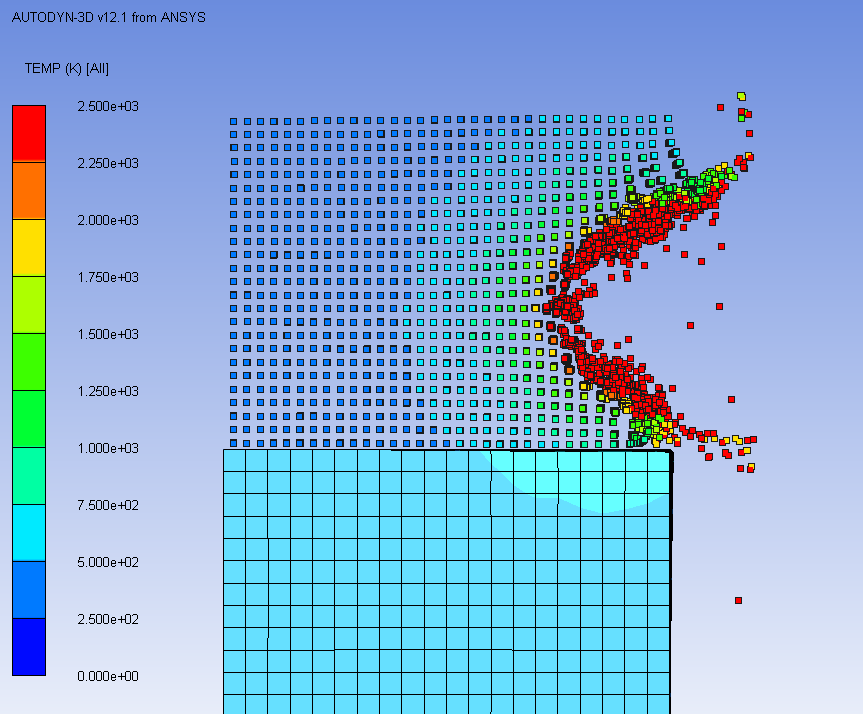 AUTODYN-3D v12.1 from ANSYS
TEMP (K) [All]
2.500e+03
2.250e+03
2.000e+03
1.750e+03
1.500e+03
1.250e+03
1.000e+03
7.500e+02
5.000e+02
2.500e+02
0.000e+00